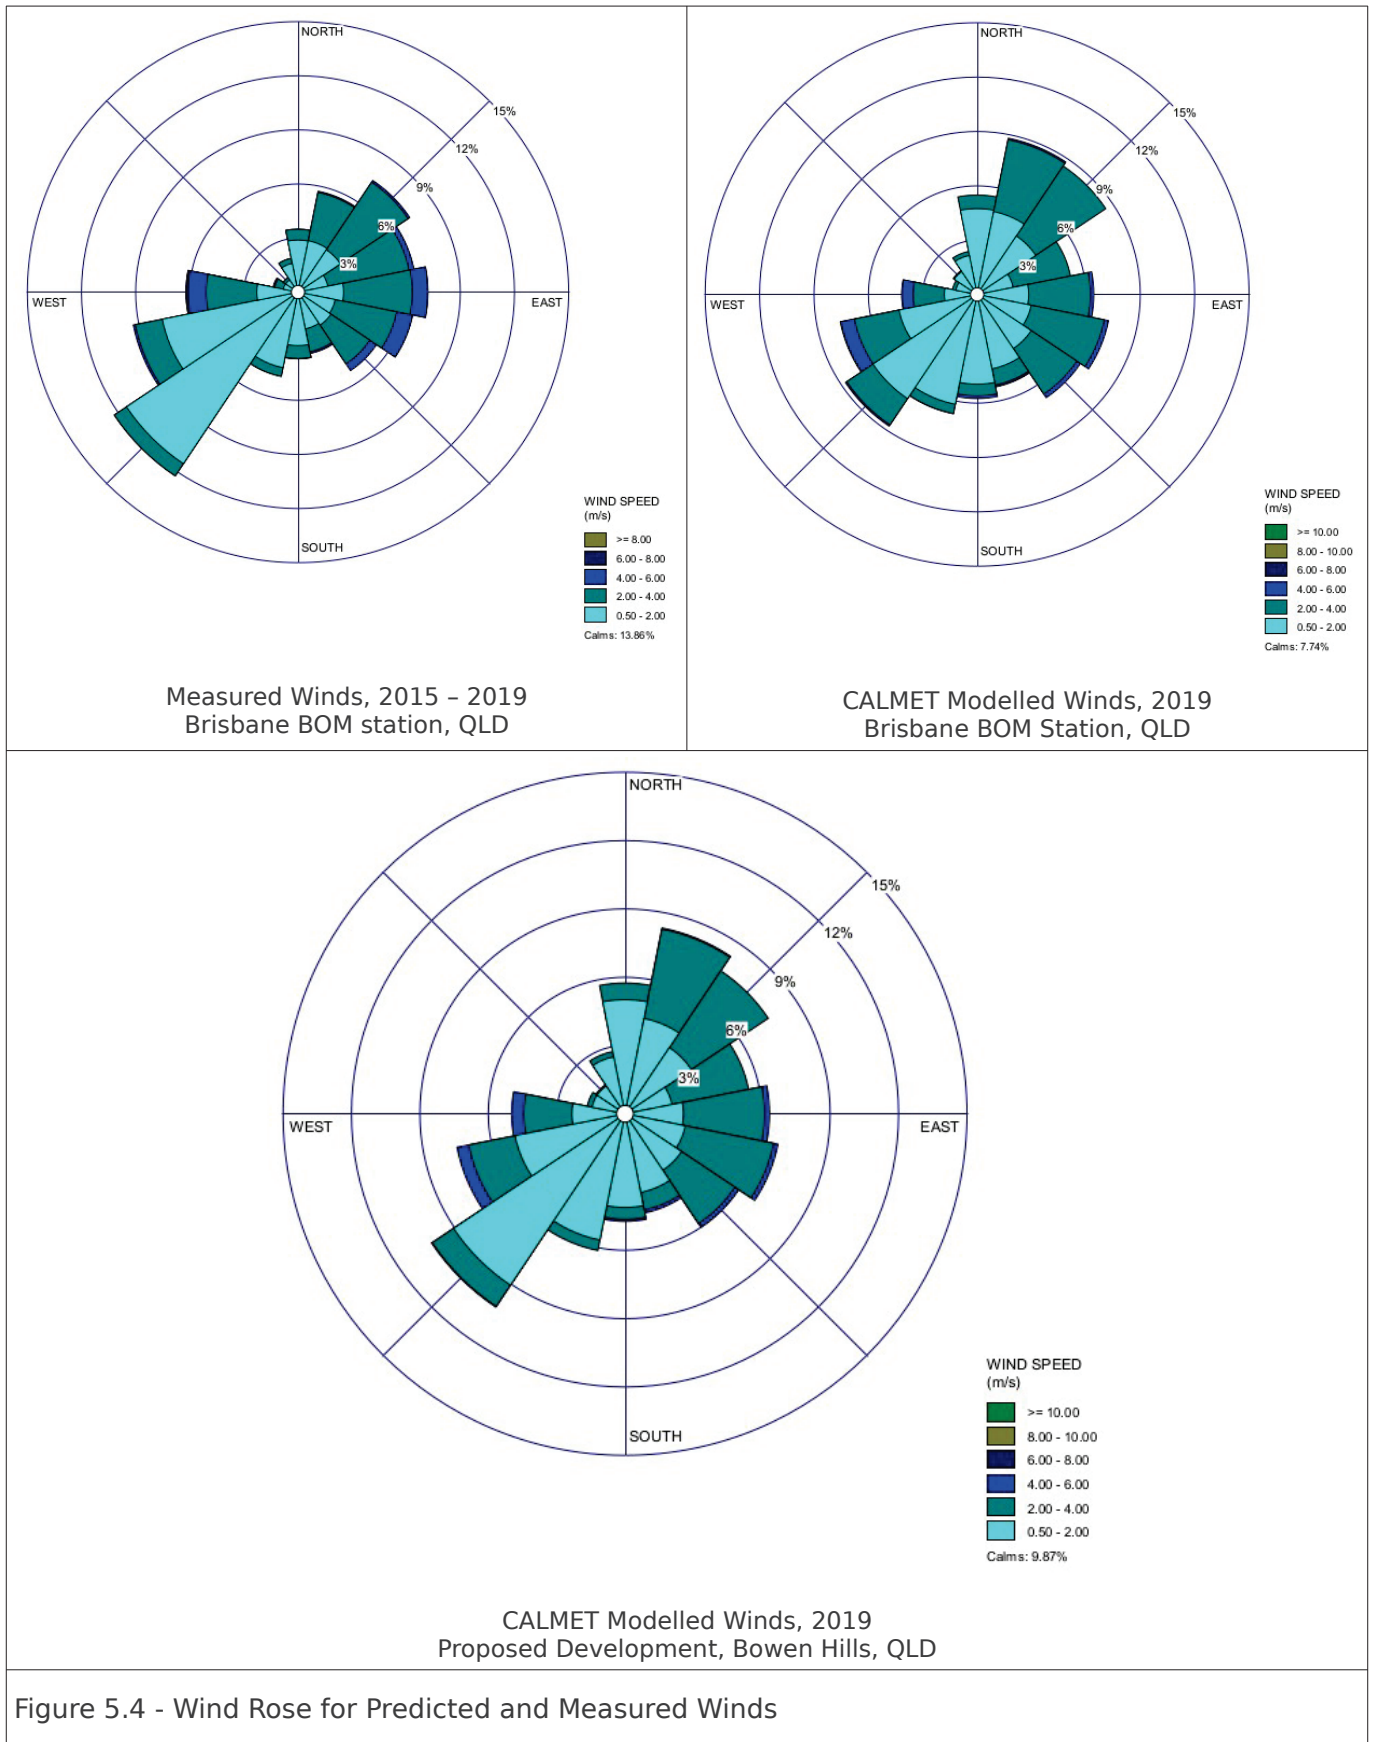 NORTH
15%
12%
9%
6%
3%
WEST
EAST
SOUTH
WIND SPEED
(m/s)
>= 8.00
6.00 - 8.00
4.00 - 6.00
2.00 - 4.00
0.50 - 2.00
Calms: 13.86%
Measured Winds, 2015 – 2019
Brisbane BOM station, QLD
NORTH
15%
12%
9%
6%
3%
WEST
EAST
SOUTH
WIND SPEED
(m/s)
>= 10.00
8.00 - 10.00
6.00 - 8.00
4.00 - 6.00
2.00 - 4.00
0.50 - 2.00
Calms: 7.74%
CALMET Modelled Winds, 2019
Brisbane BOM Station, QLD
NORTH
15%
12%
9%
6%
3%
WEST
EAST
SOUTH
WIND SPEED
(m/s)
>= 10.00
8.00 - 10.00
6.00 - 8.00
4.00 - 6.00
2.00 - 4.00
0.50 - 2.00
Calms: 9.87%
CALMET Modelled Winds, 2019
Proposed Development, Bowen Hills, QLD
Figure 5.4 - Wind Rose for Predicted and Measured Winds